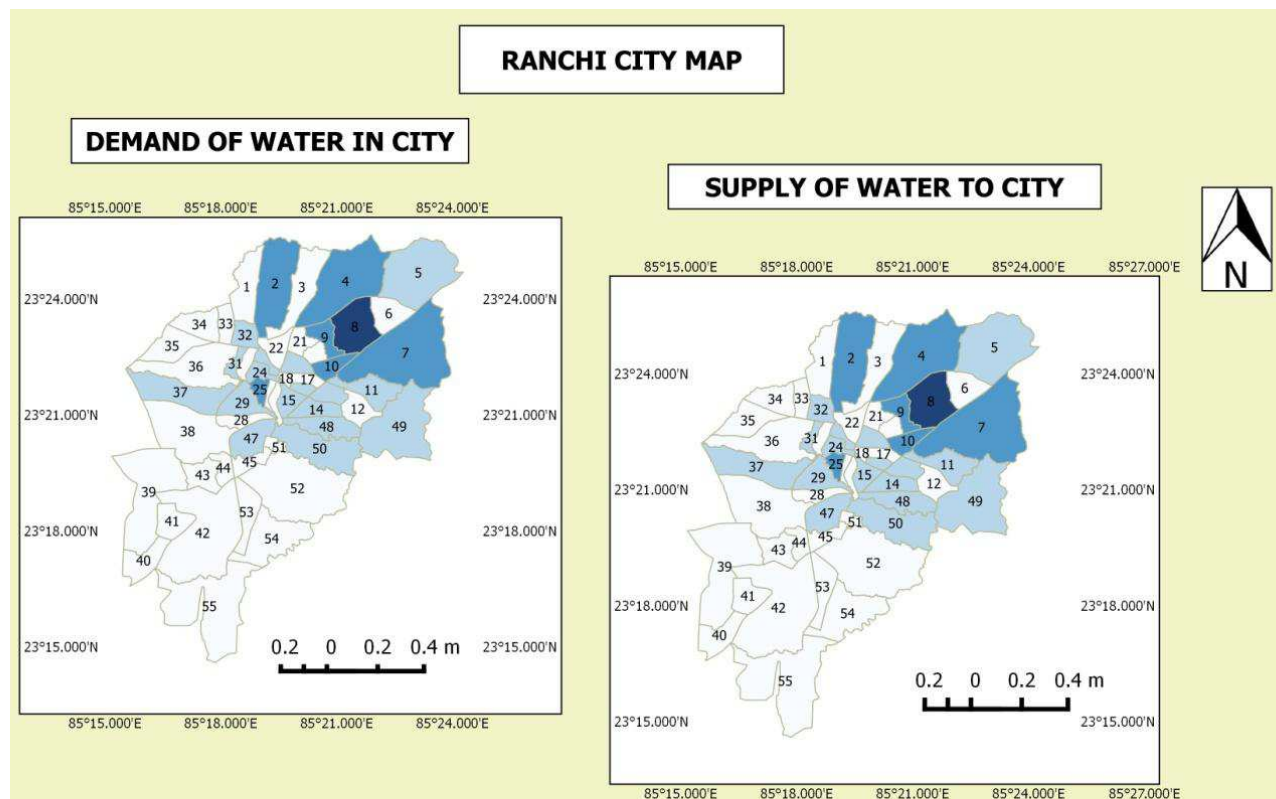 RANCHI CITY MAP
DEMAND OF WATER IN CITY
85°15.000'E 85°18.000'E 85°21.000'E 85°24.000'E
5
4
2
1 3
23°24.000'N 23°24.000'N
6
8
34 33
32 9
21
35 22 7
31 36 24 10
18 17
37 25 11
29 15 14 12
23°21.000'N 23°21.000'N
28 48 49
38 47
51 50
45
43 44
39 52
41 53
42
23°18.000'N 23°18.000'N
54
40
55
23°15.000'N 23°15.000'N
0.2 0 0.2 0.4 m
85°15.000'E 85°18.000'E 85°21.000'E 85°24.000'E
SUPPLY OF WATER TO CITY
N
85°15.000'E 85°18.000'E 85°21.000'E 85°24.000'E 85°27.000'E
5
4
2
1 3
23°24.000'N 23°24.000'N
6
8
34 33
32 9
21
35 22 7
36 31 24 10
18 17
37 25 11
29 15 14 12
23°21.000'N 23°21.000'N
28 48 49
38 47
51 50
45
43 44
39 52
41 53
42
23°18.000'N 23°18.000'N
54
40
55
0.2 0 0.2 0.4 m
23°15.000'N 23°15.000'N
85°15.000'E 85°18.000'E 85°21.000'E 85°24.000'E 85°27.000'E